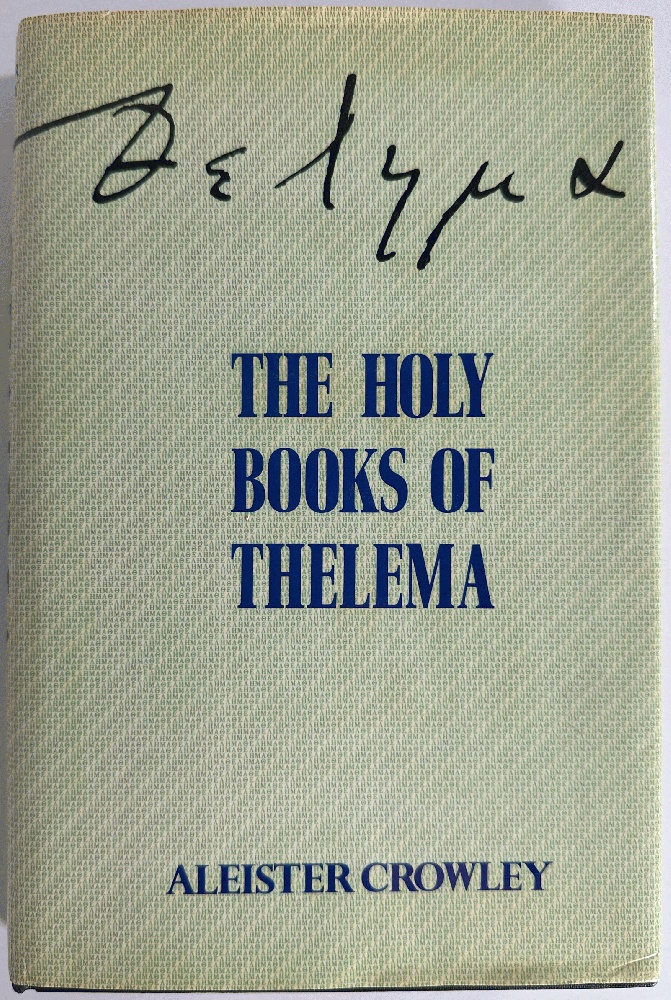 θελημα
THE HOLY
BOOKS OF
THELEMA
ALEISTER CROWLEY